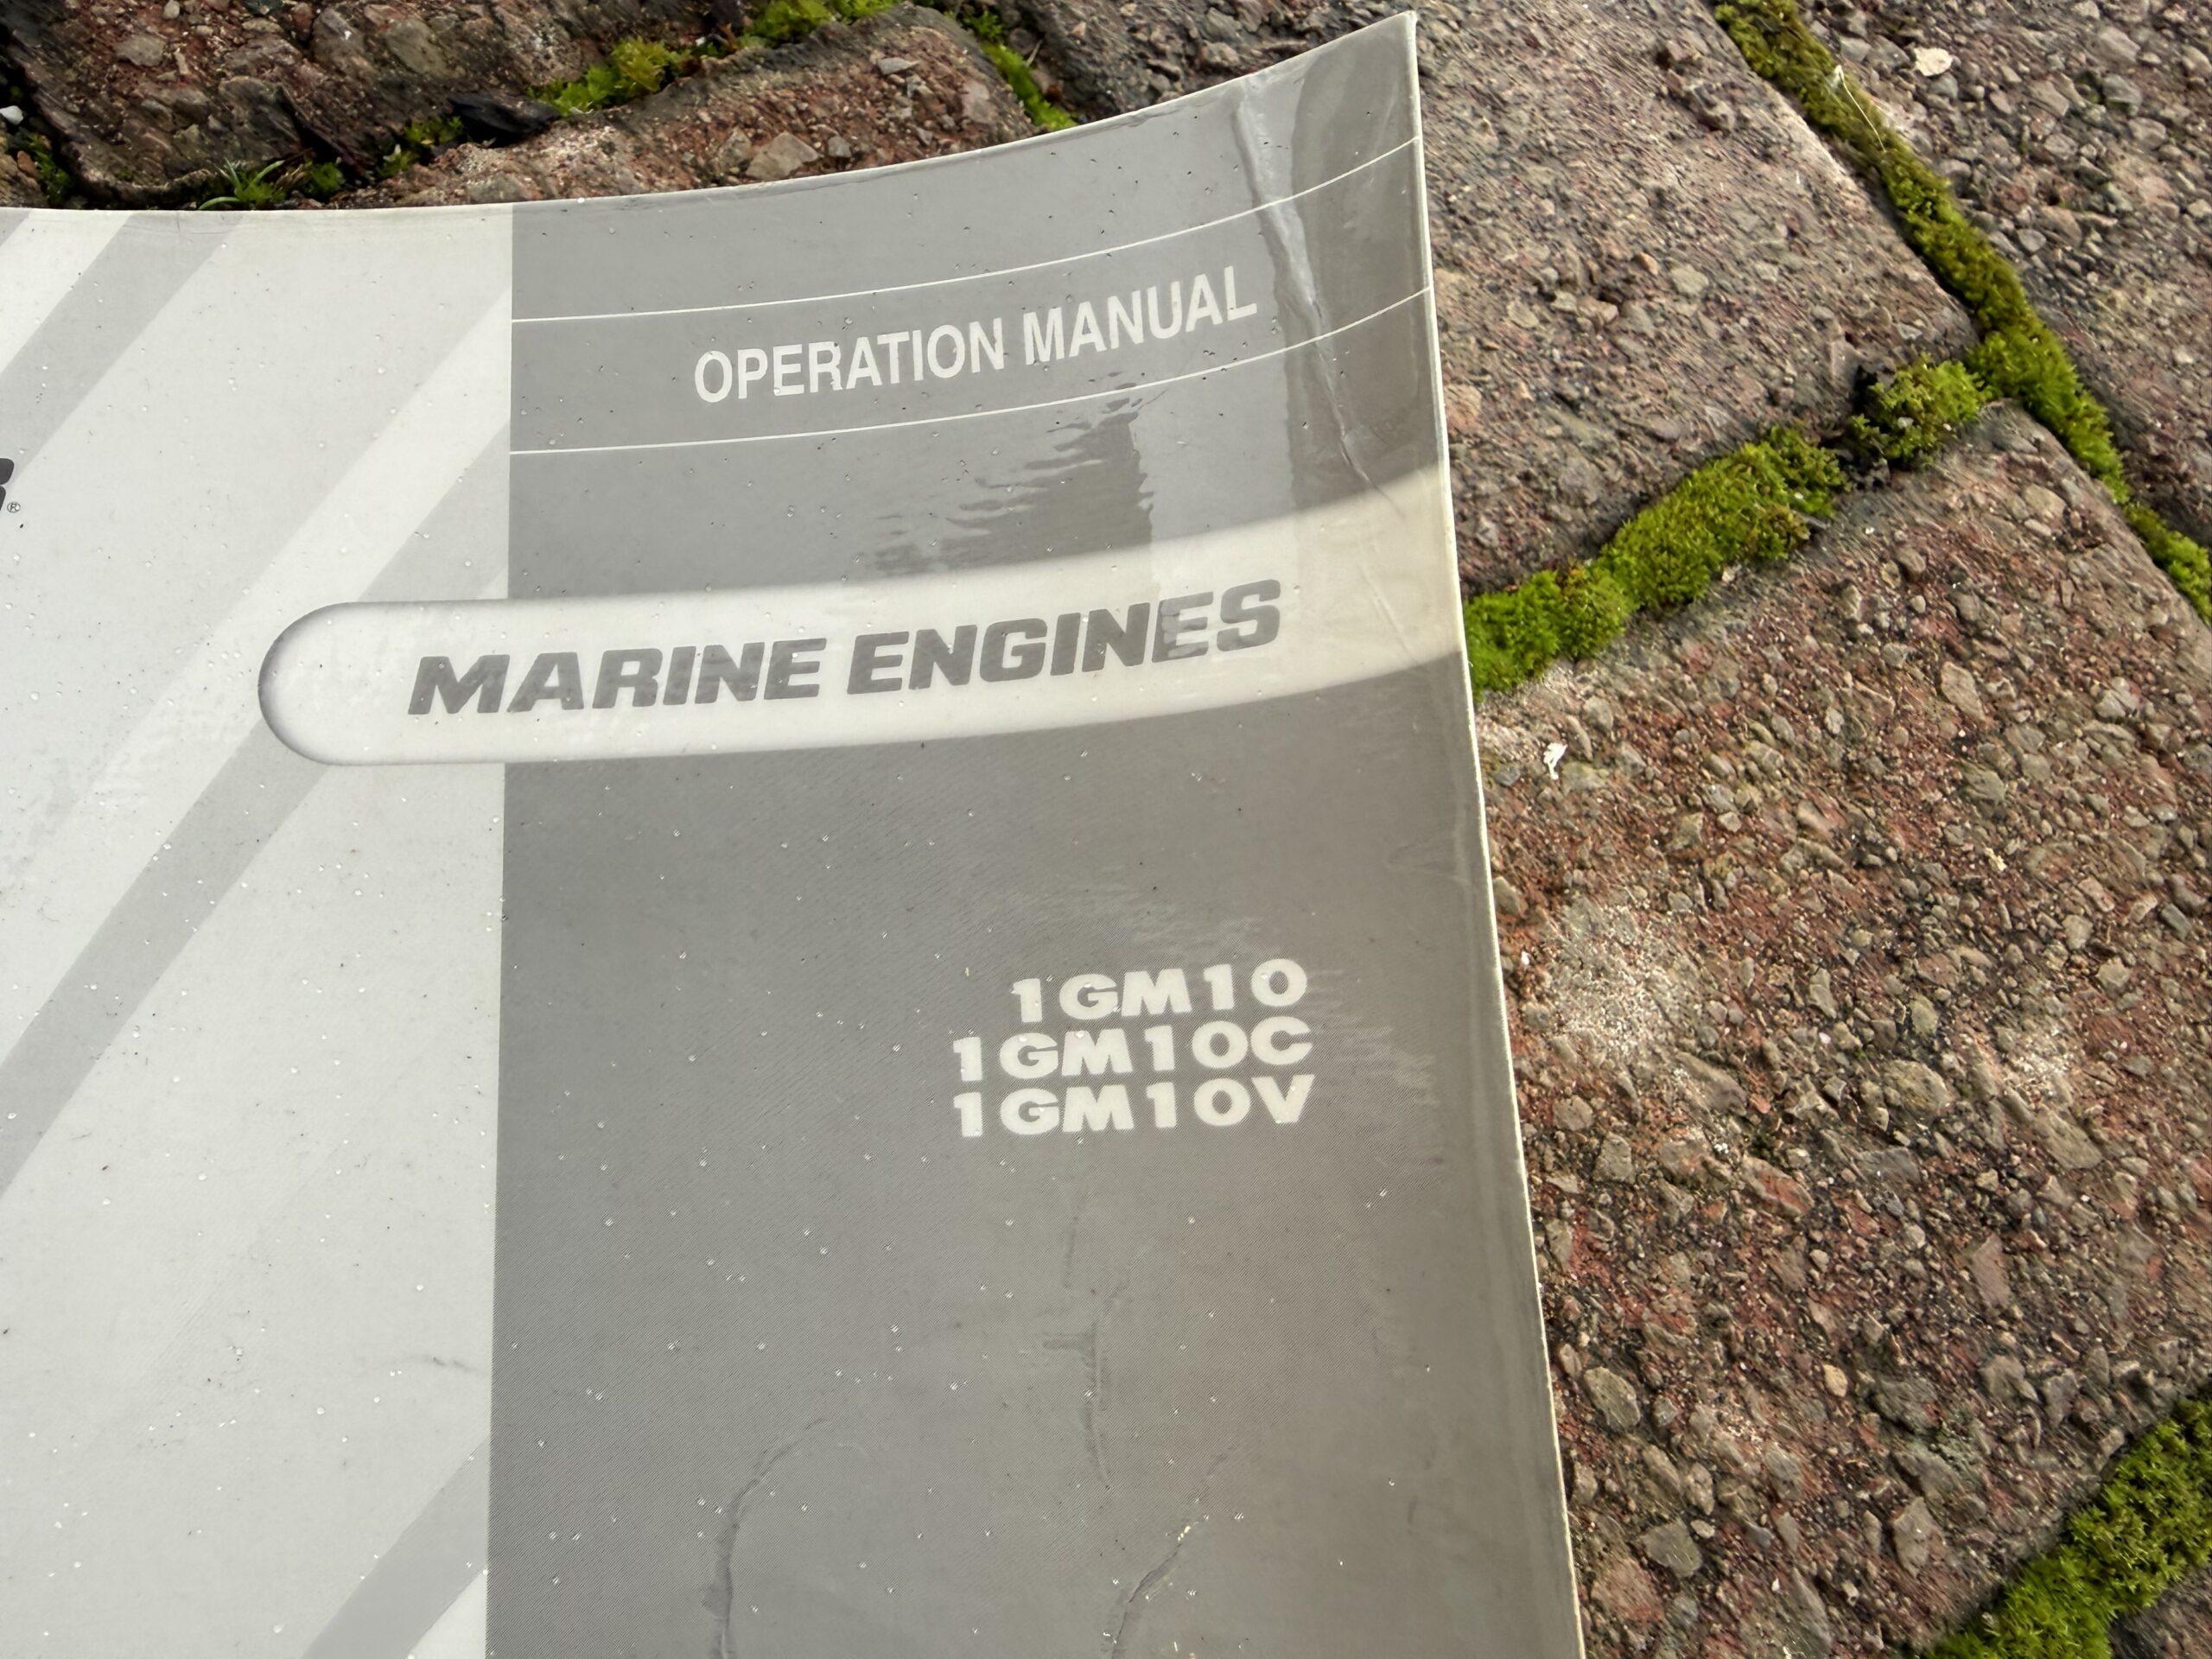 OPERATION MANUAL
®
MARINE ENGINES
1GM10
1GM10C
1GM10V